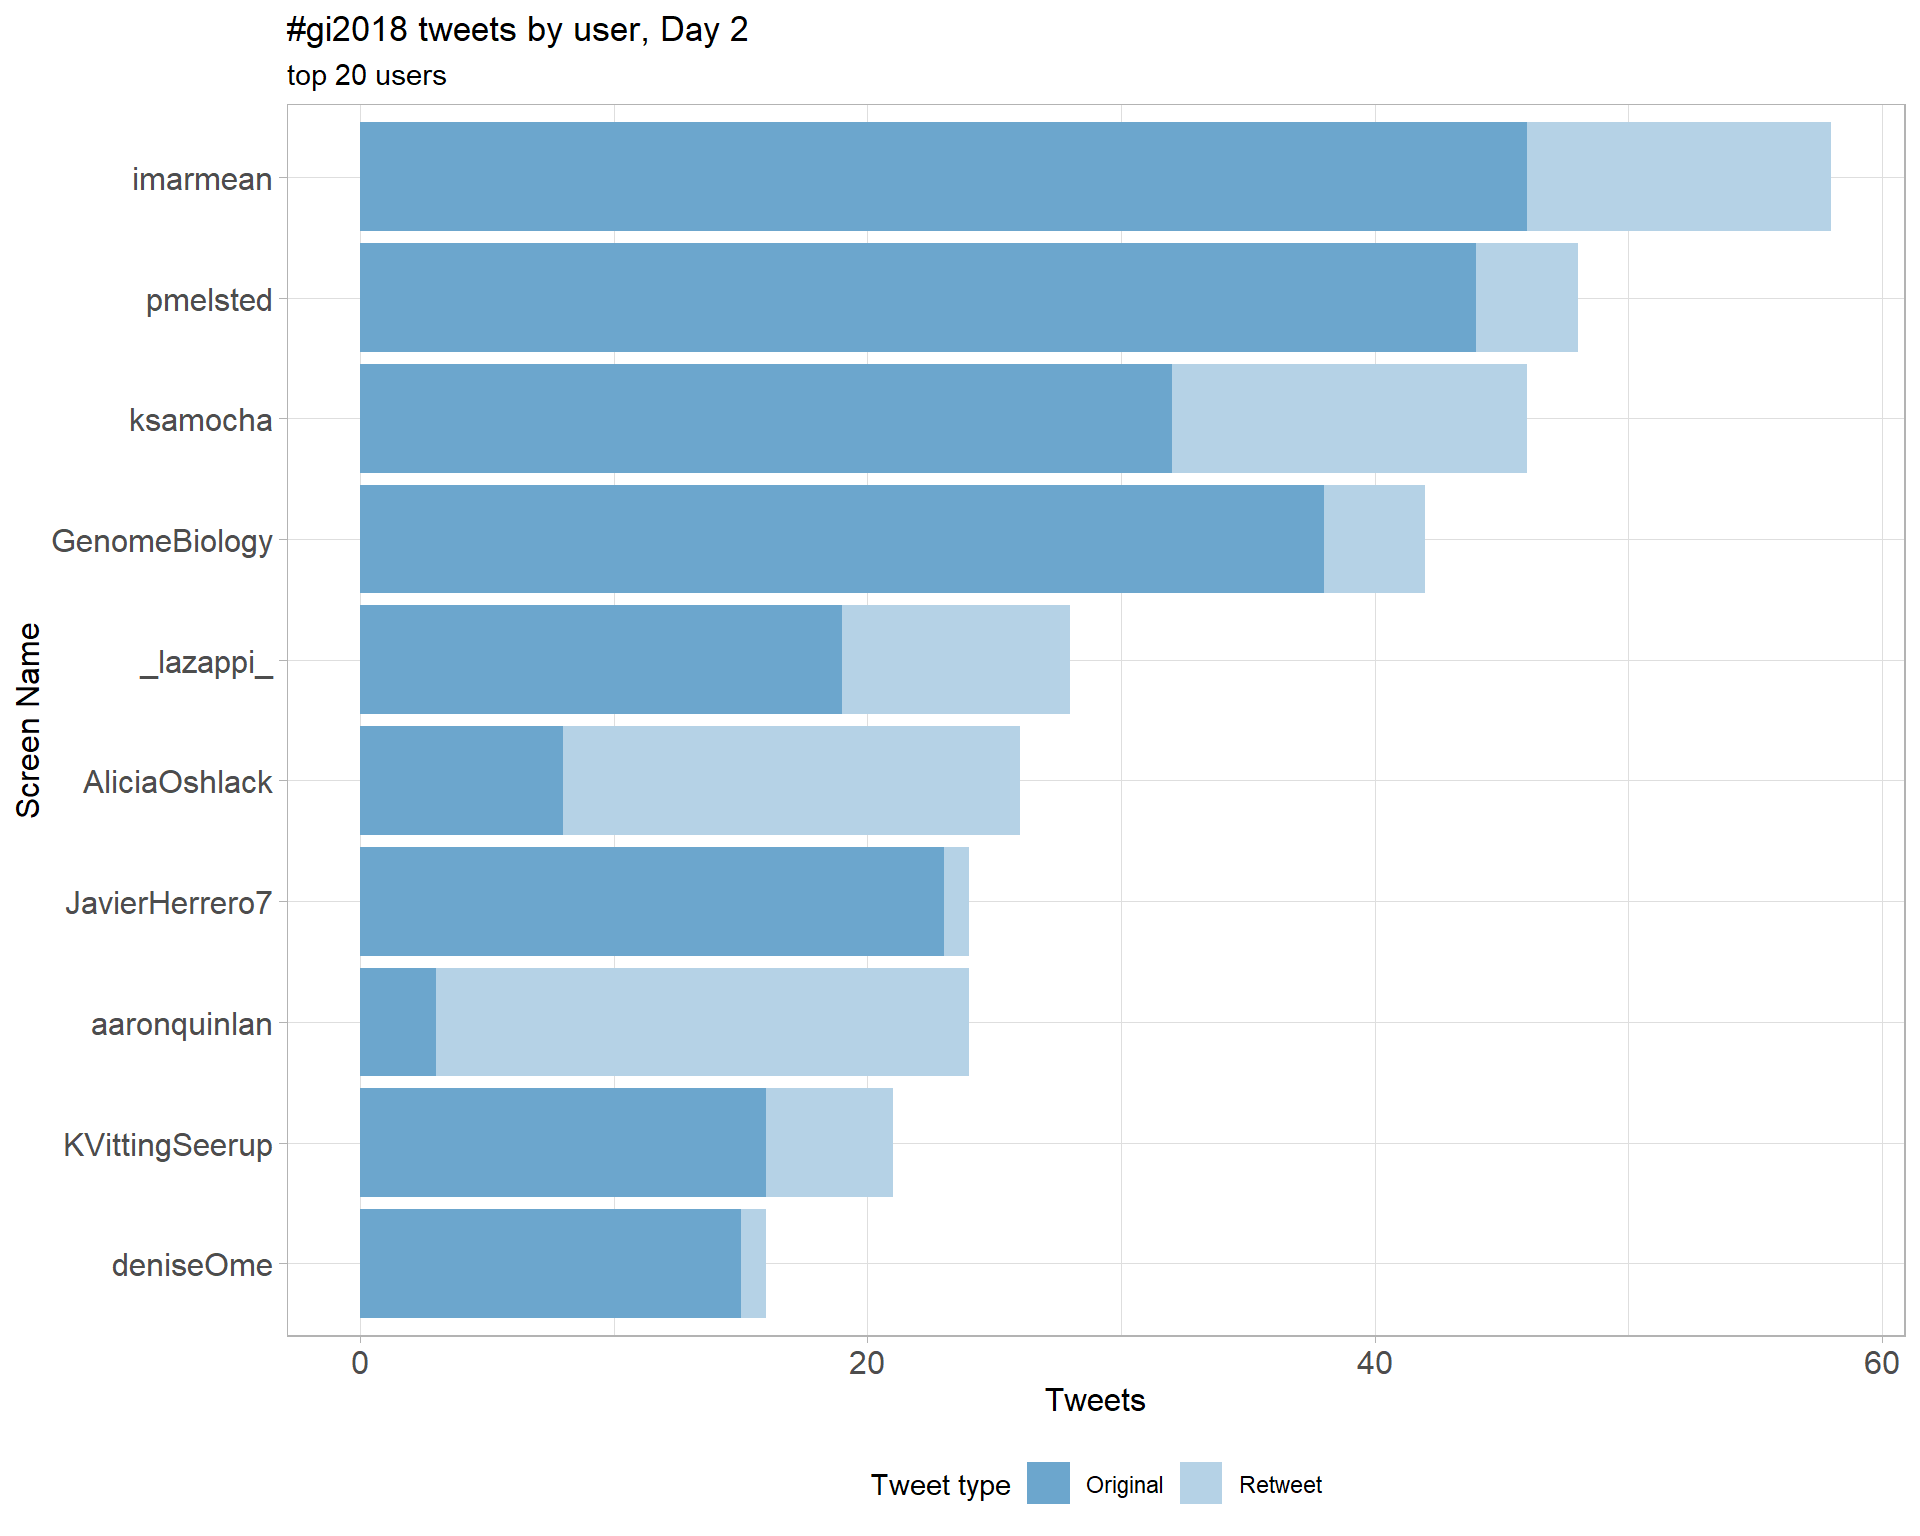 #gi2018 tweets by user, Day 2
top 20 users
Screen Name
imarmean
pmelsted
ksamocha
GenomeBiology
_lazappi_
AliciaOshlack
JavierHerrero7
aaronquinlan
KVittingSeerup
deniseOme
0 20 40 60
Tweets
Tweet type Original Retweet